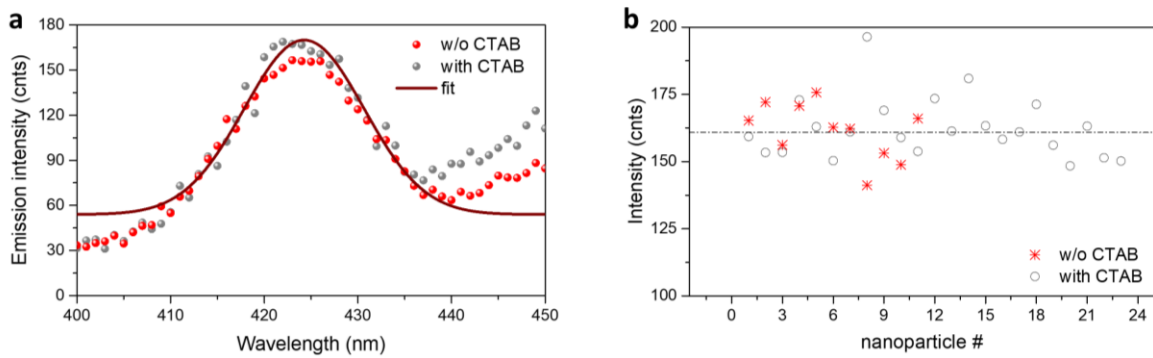 a
Emission intensity (cnts)
180
150
120
90
60
30
0
w/o CTAB
with CTAB
fit
400
410
420
430
440
450
Wavelength (nm)
b
Intensity (cnts)
200
175
150
125
100
w/o CTAB
with CTAB
0
3
6
9
12
15
18
21
24
nanoparticle #